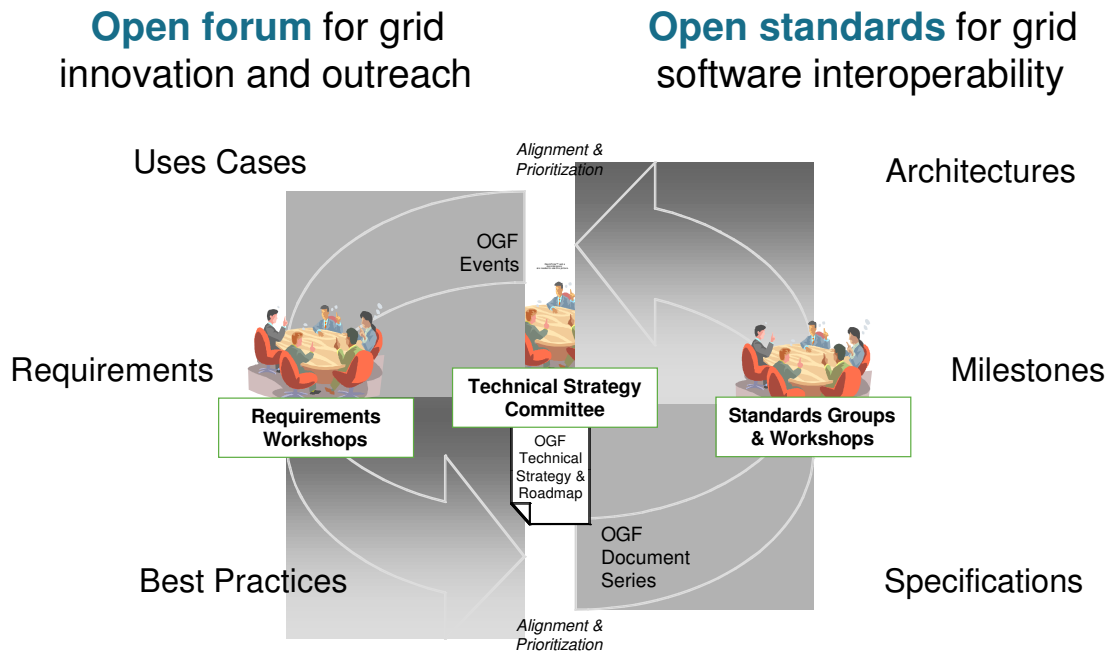 Open forum for grid
innovation and outreach
Open standards for grid
software interoperability
Uses Cases
Alignment &
Prioritization
Architectures
OGF
Events
Requirements
Milestones
Technical Strategy
Committee
Requirements
Workshops
Standards Groups
& Workshops
OGF
Technical
Strategy &
Roadmap
OGF
Document
Series
Best Practices
Specifications
Alignment &
Prioritization